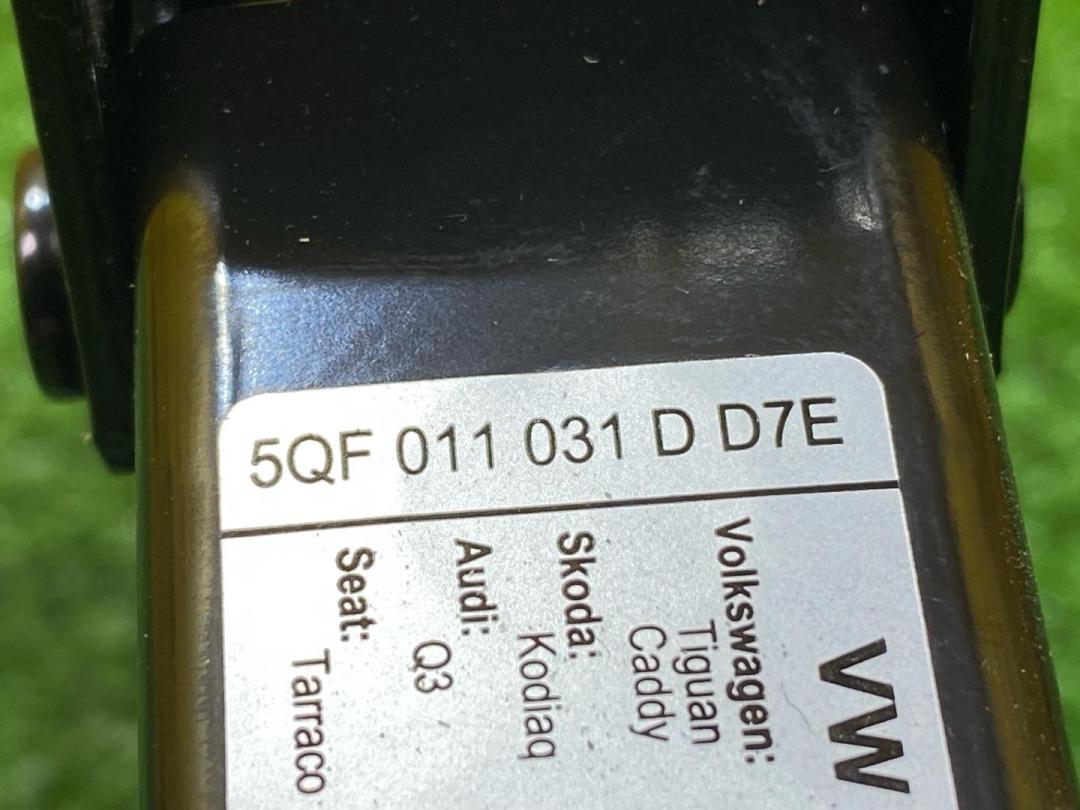 5QF 011 031 D D7E
VW
Volkswagen:
Tiguan
Caddy
Skoda:
Kodiaq
Audi:
Q3
Seat:
Tarraco